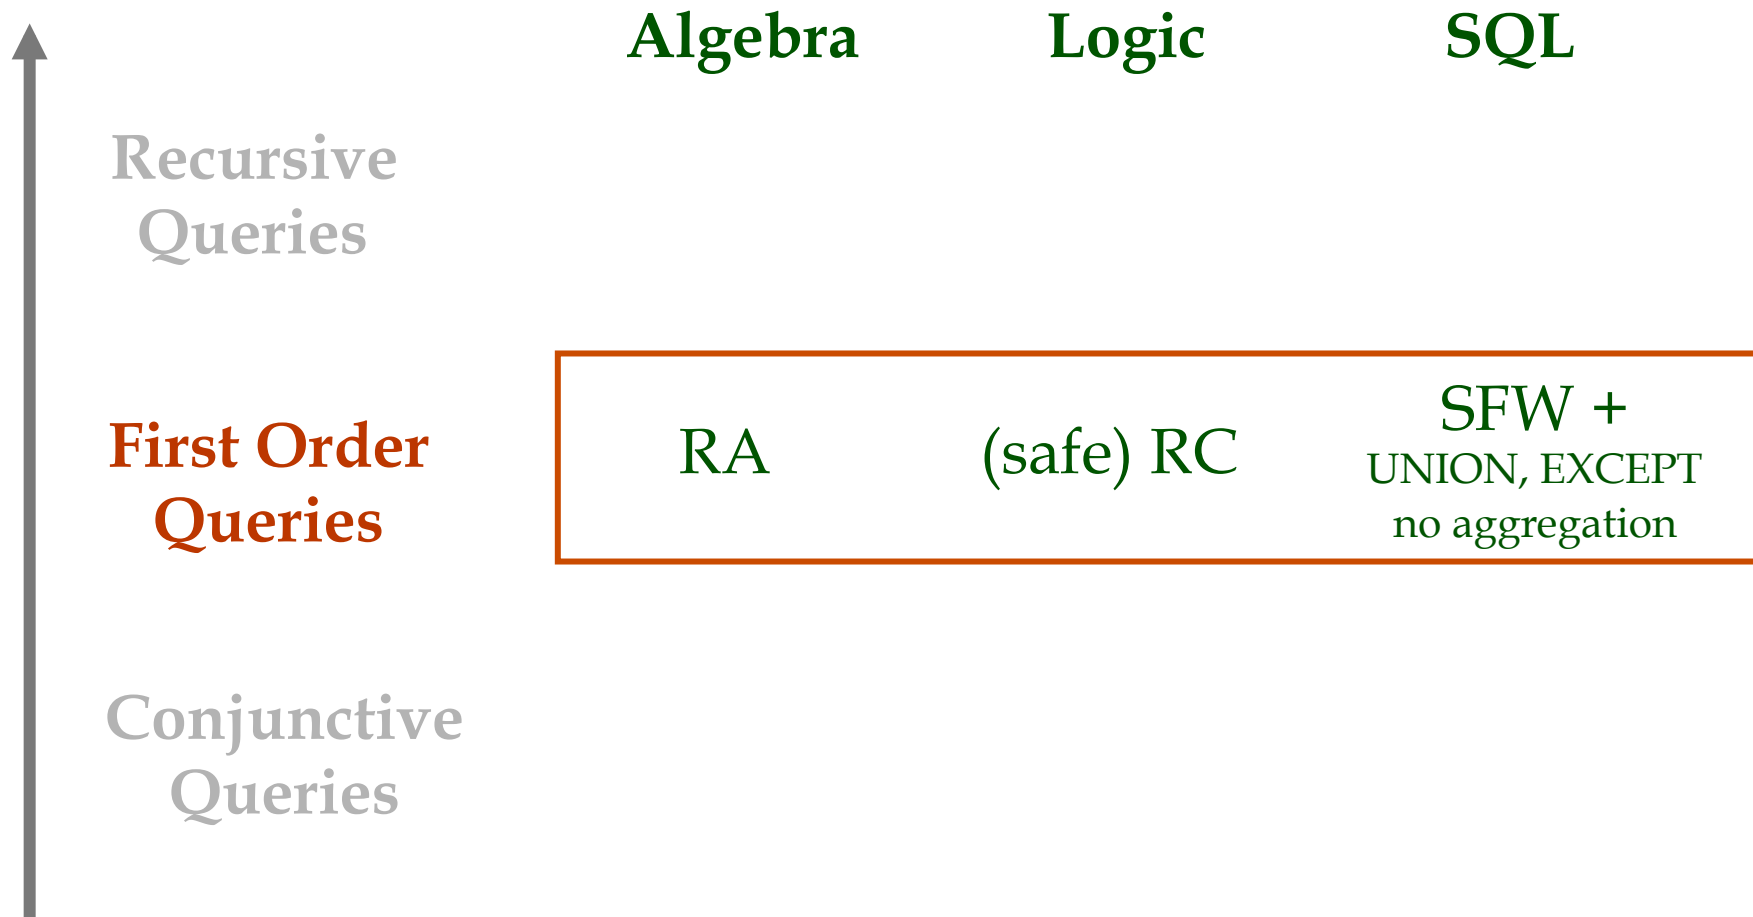 Algebra Logic SQL
Recursive
Queries
First Order
Queries
RA
(safe) RC
SFW +
UNION, EXCEPT
no aggregation
Conjunctive
Queries